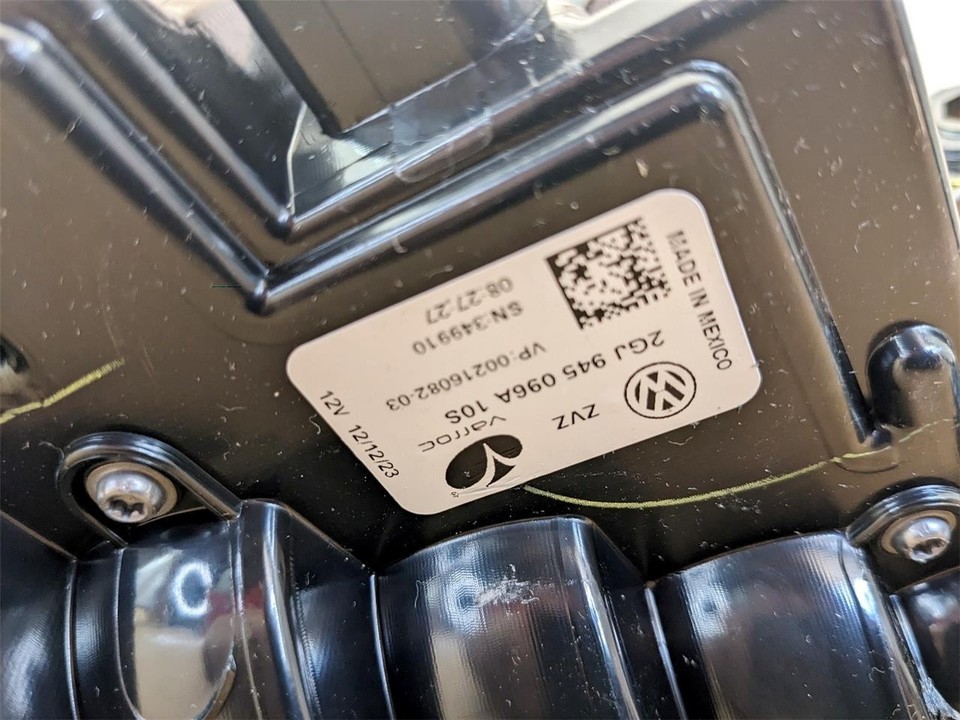 varroc
ZVZ
2GJ 945 096A 10S
VP:00216082-03
SN:349910
08:27:27
MADE IN MEXICO
12V 12/12/23